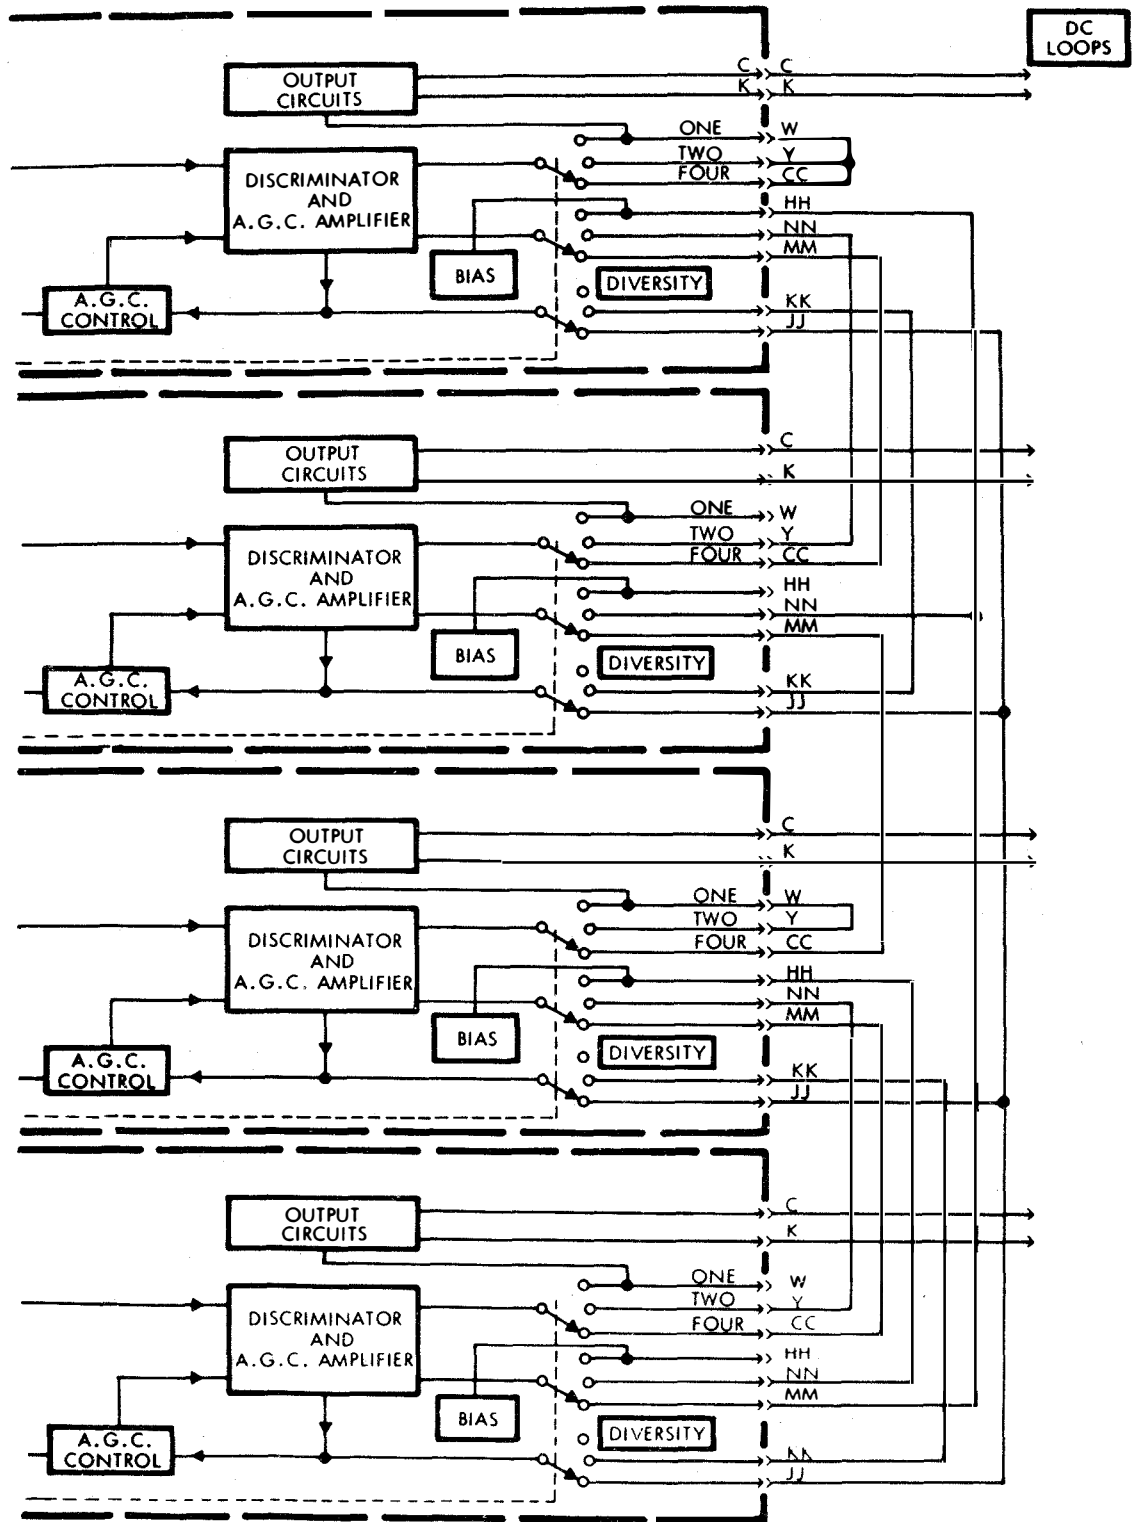 DC
LOOPS
OUTPUT
CIRCUITS
C C
K K
ONE W
TWO Y
FOUR CC
DISCRIMINATOR
AND
A.G.C. AMPLIFIER
HH
NN
MM
BIAS
DIVERSITY
A.G.C.
CONTROL
KK
JJ
OUTPUT
CIRCUITS
C
K
ONE W
TWO Y
FOUR CC
DISCRIMINATOR
AND
A.G.C. AMPLIFIER
HH
NN
MM
BIAS
DIVERSITY
A.G.C.
CONTROL
KK
JJ
OUTPUT
CIRCUITS
C
K
ONE W
TWO Y
FOUR CC
DISCRIMINATOR
AND
A.G.C. AMPLIFIER
HH
NN
MM
BIAS
DIVERSITY
A.G.C.
CONTROL
KK
JJ
OUTPUT
CIRCUITS
C
K
ONE W
TWO Y
FOUR CC
DISCRIMINATOR
AND
A.G.C. AMPLIFIER
HH
NN
MM
BIAS
DIVERSITY
A.G.C.
CONTROL
JJ